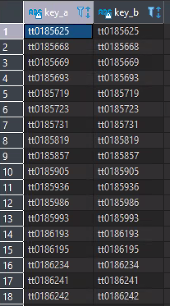 key_a key_b
1 tt0185625 tt0185625
2 tt0185668 tt0185668
3 tt0185669 tt0185669
4 tt0185693 tt0185693
5 tt0185719 tt0185719
6 tt0185723 tt0185723
7 tt0185731 tt0185731
8 tt0185819 tt0185819
9 tt0185857 tt0185857
10 tt0185905 tt0185905
11 tt0185936 tt0185936
12 tt0185986 tt0185986
13 tt0185993 tt0185993
14 tt0186193 tt0186193
15 tt0186195 tt0186195
16 tt0186234 tt0186234
17 tt0186241 tt0186241
18 tt0186242 tt0186242